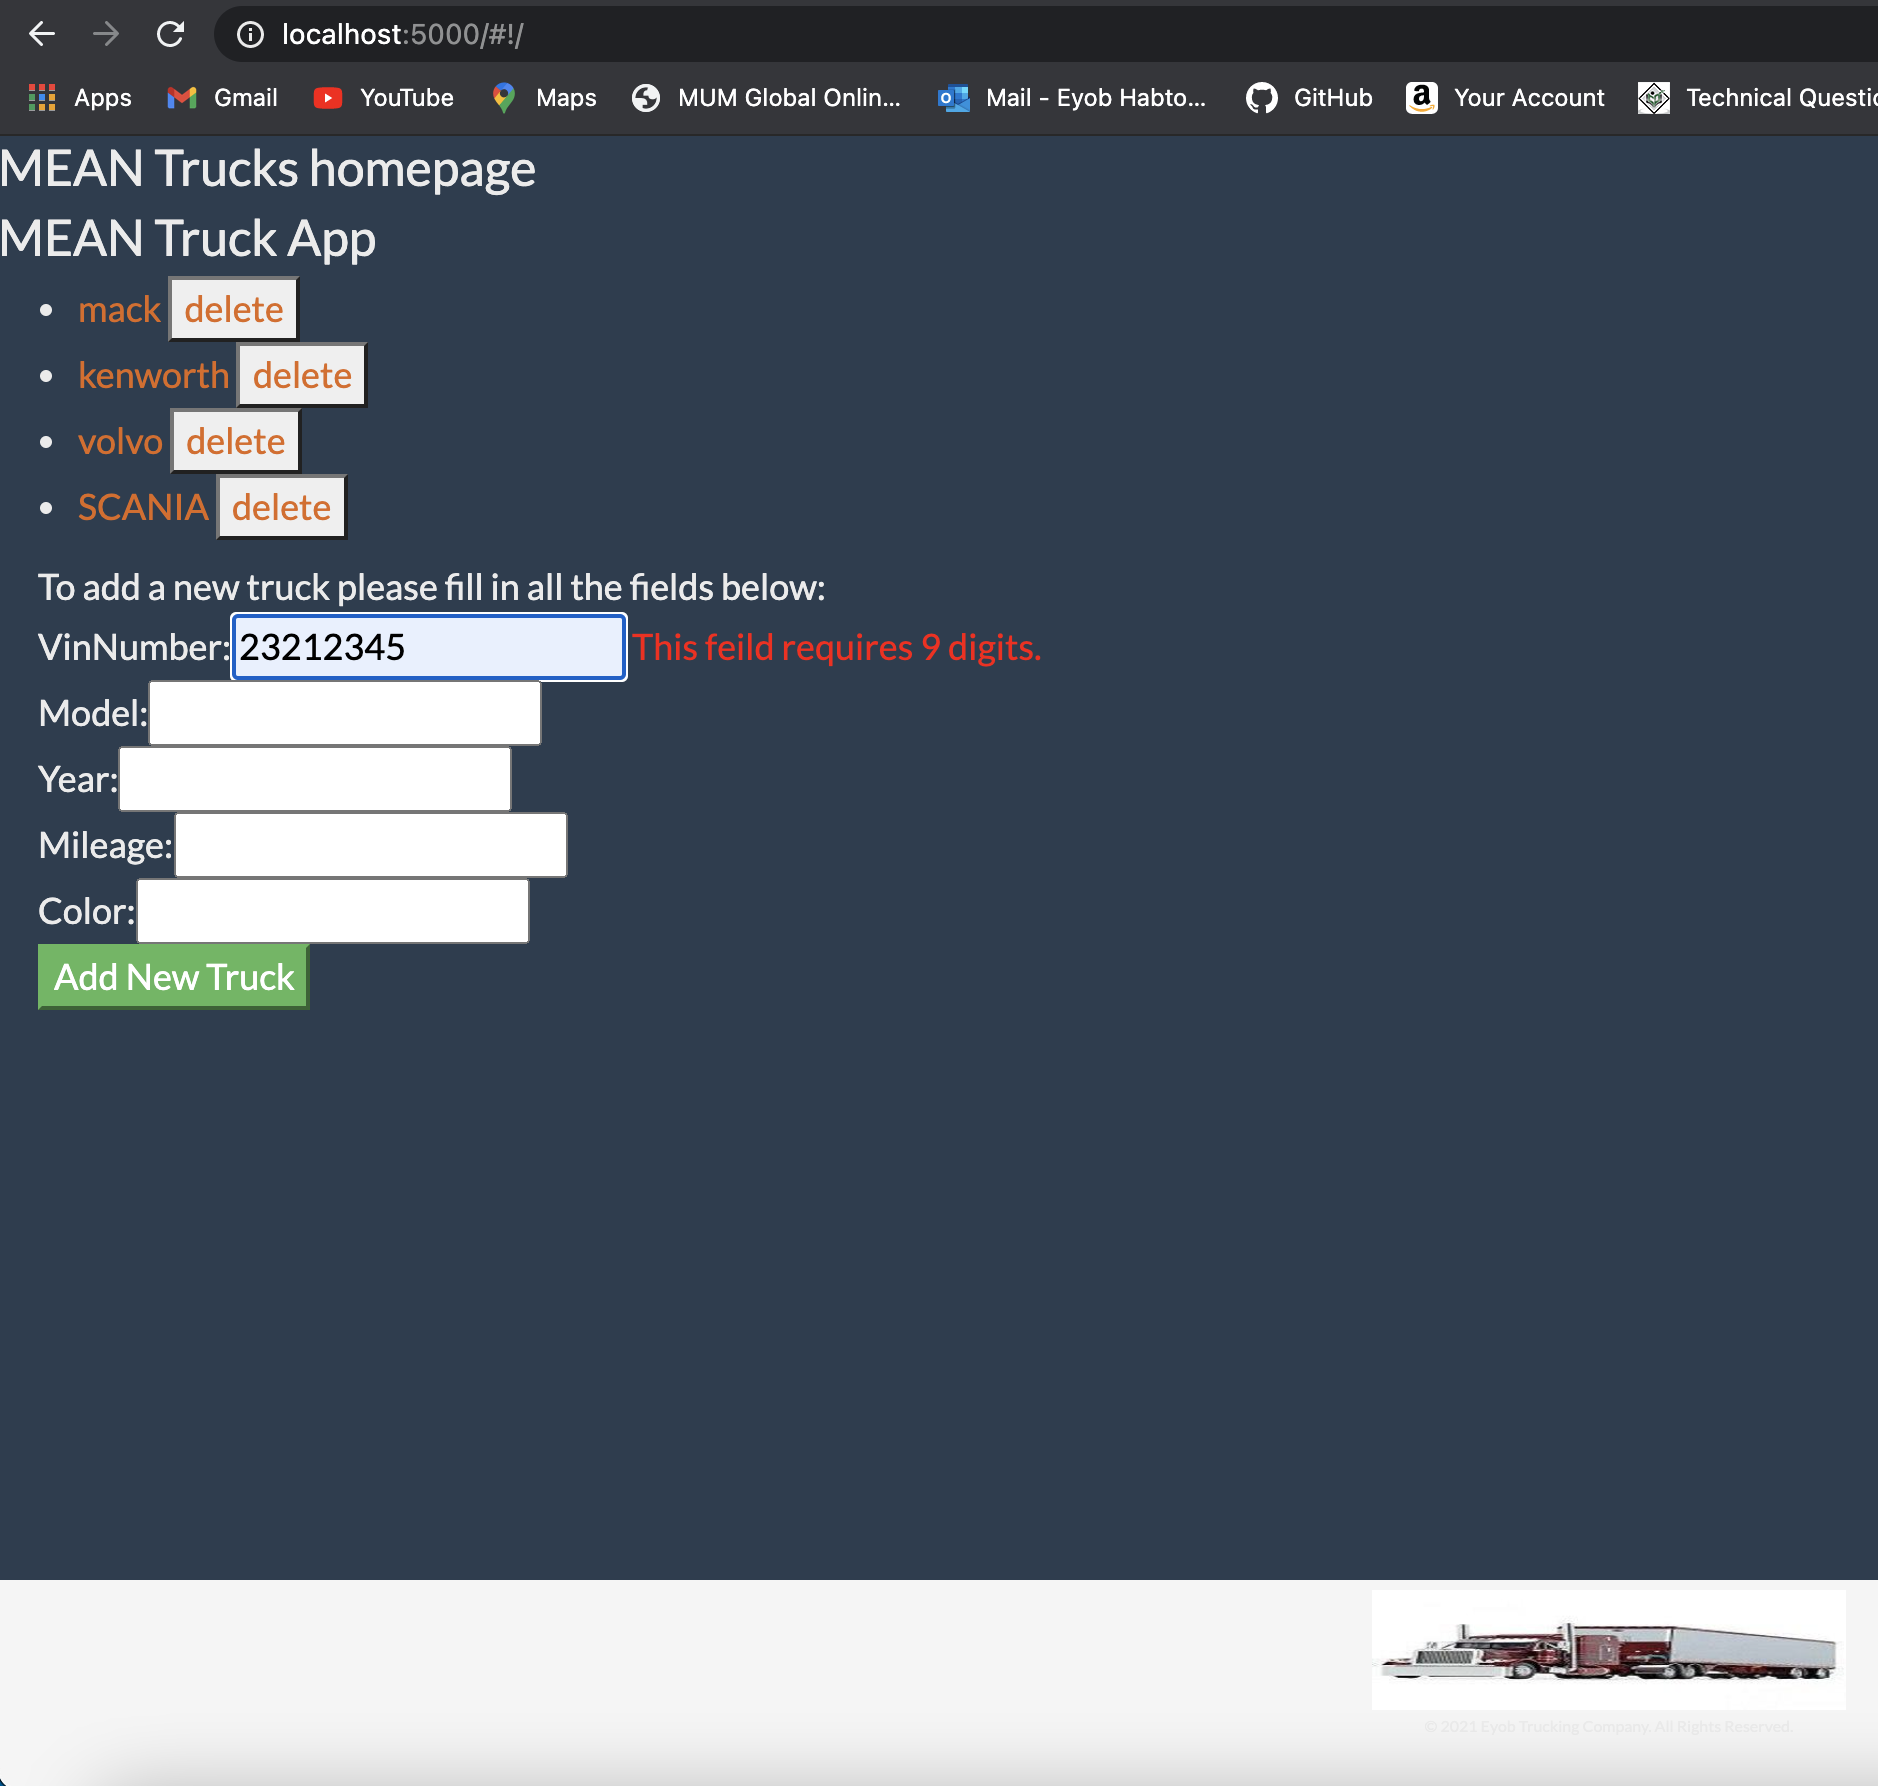 localhost:5000/#!/
Apps Gmail YouTube Maps MUM Global Onlin... Mail - Eyob Habto... GitHub a Your Account Technical Questic
MEAN Trucks homepage
MEAN Truck App
mack delete
kenworth delete
volvo delete
SCANIA delete
To add a new truck please fill in all the fields below:
VinNumber: 23212345 This feild requires 9 digits.
Model:
Year:
Mileage:
Color:
Add New Truck
© 2021 Eyob Trucking Company. All Rights Reserved.